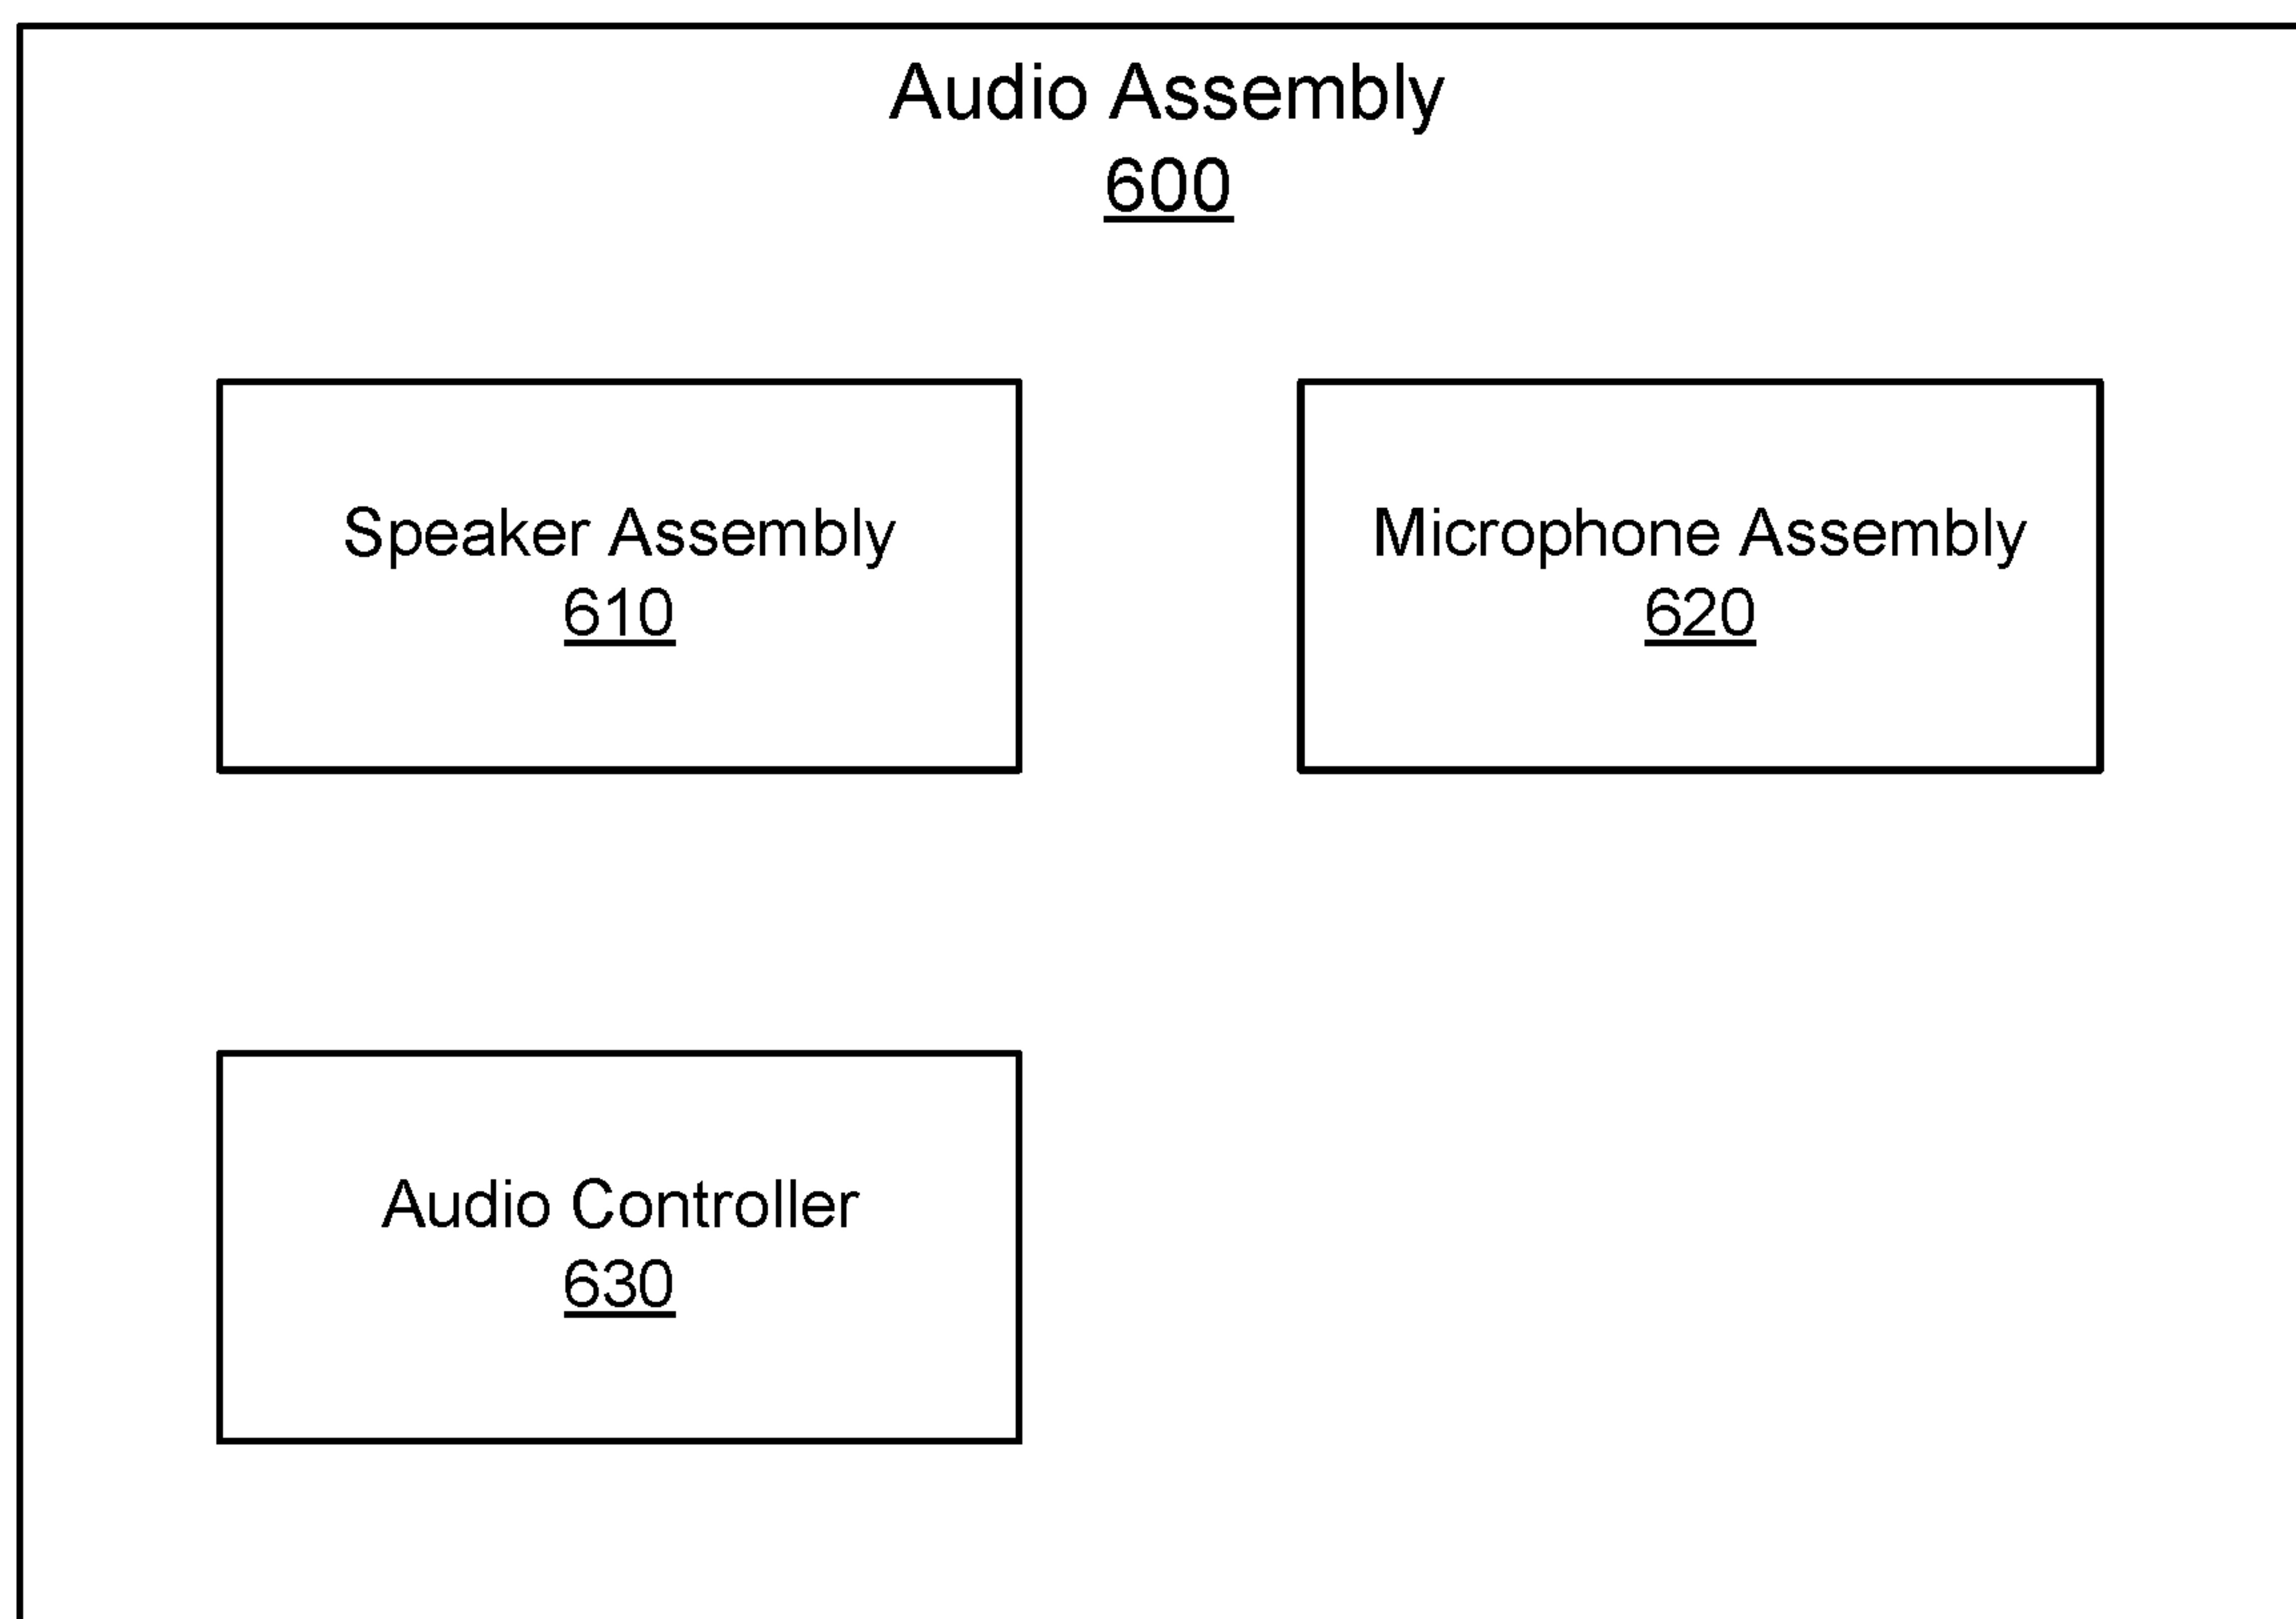 Audio Assembly
600
Speaker Assembly
610
Microphone Assembly
620
Audio Controller
630